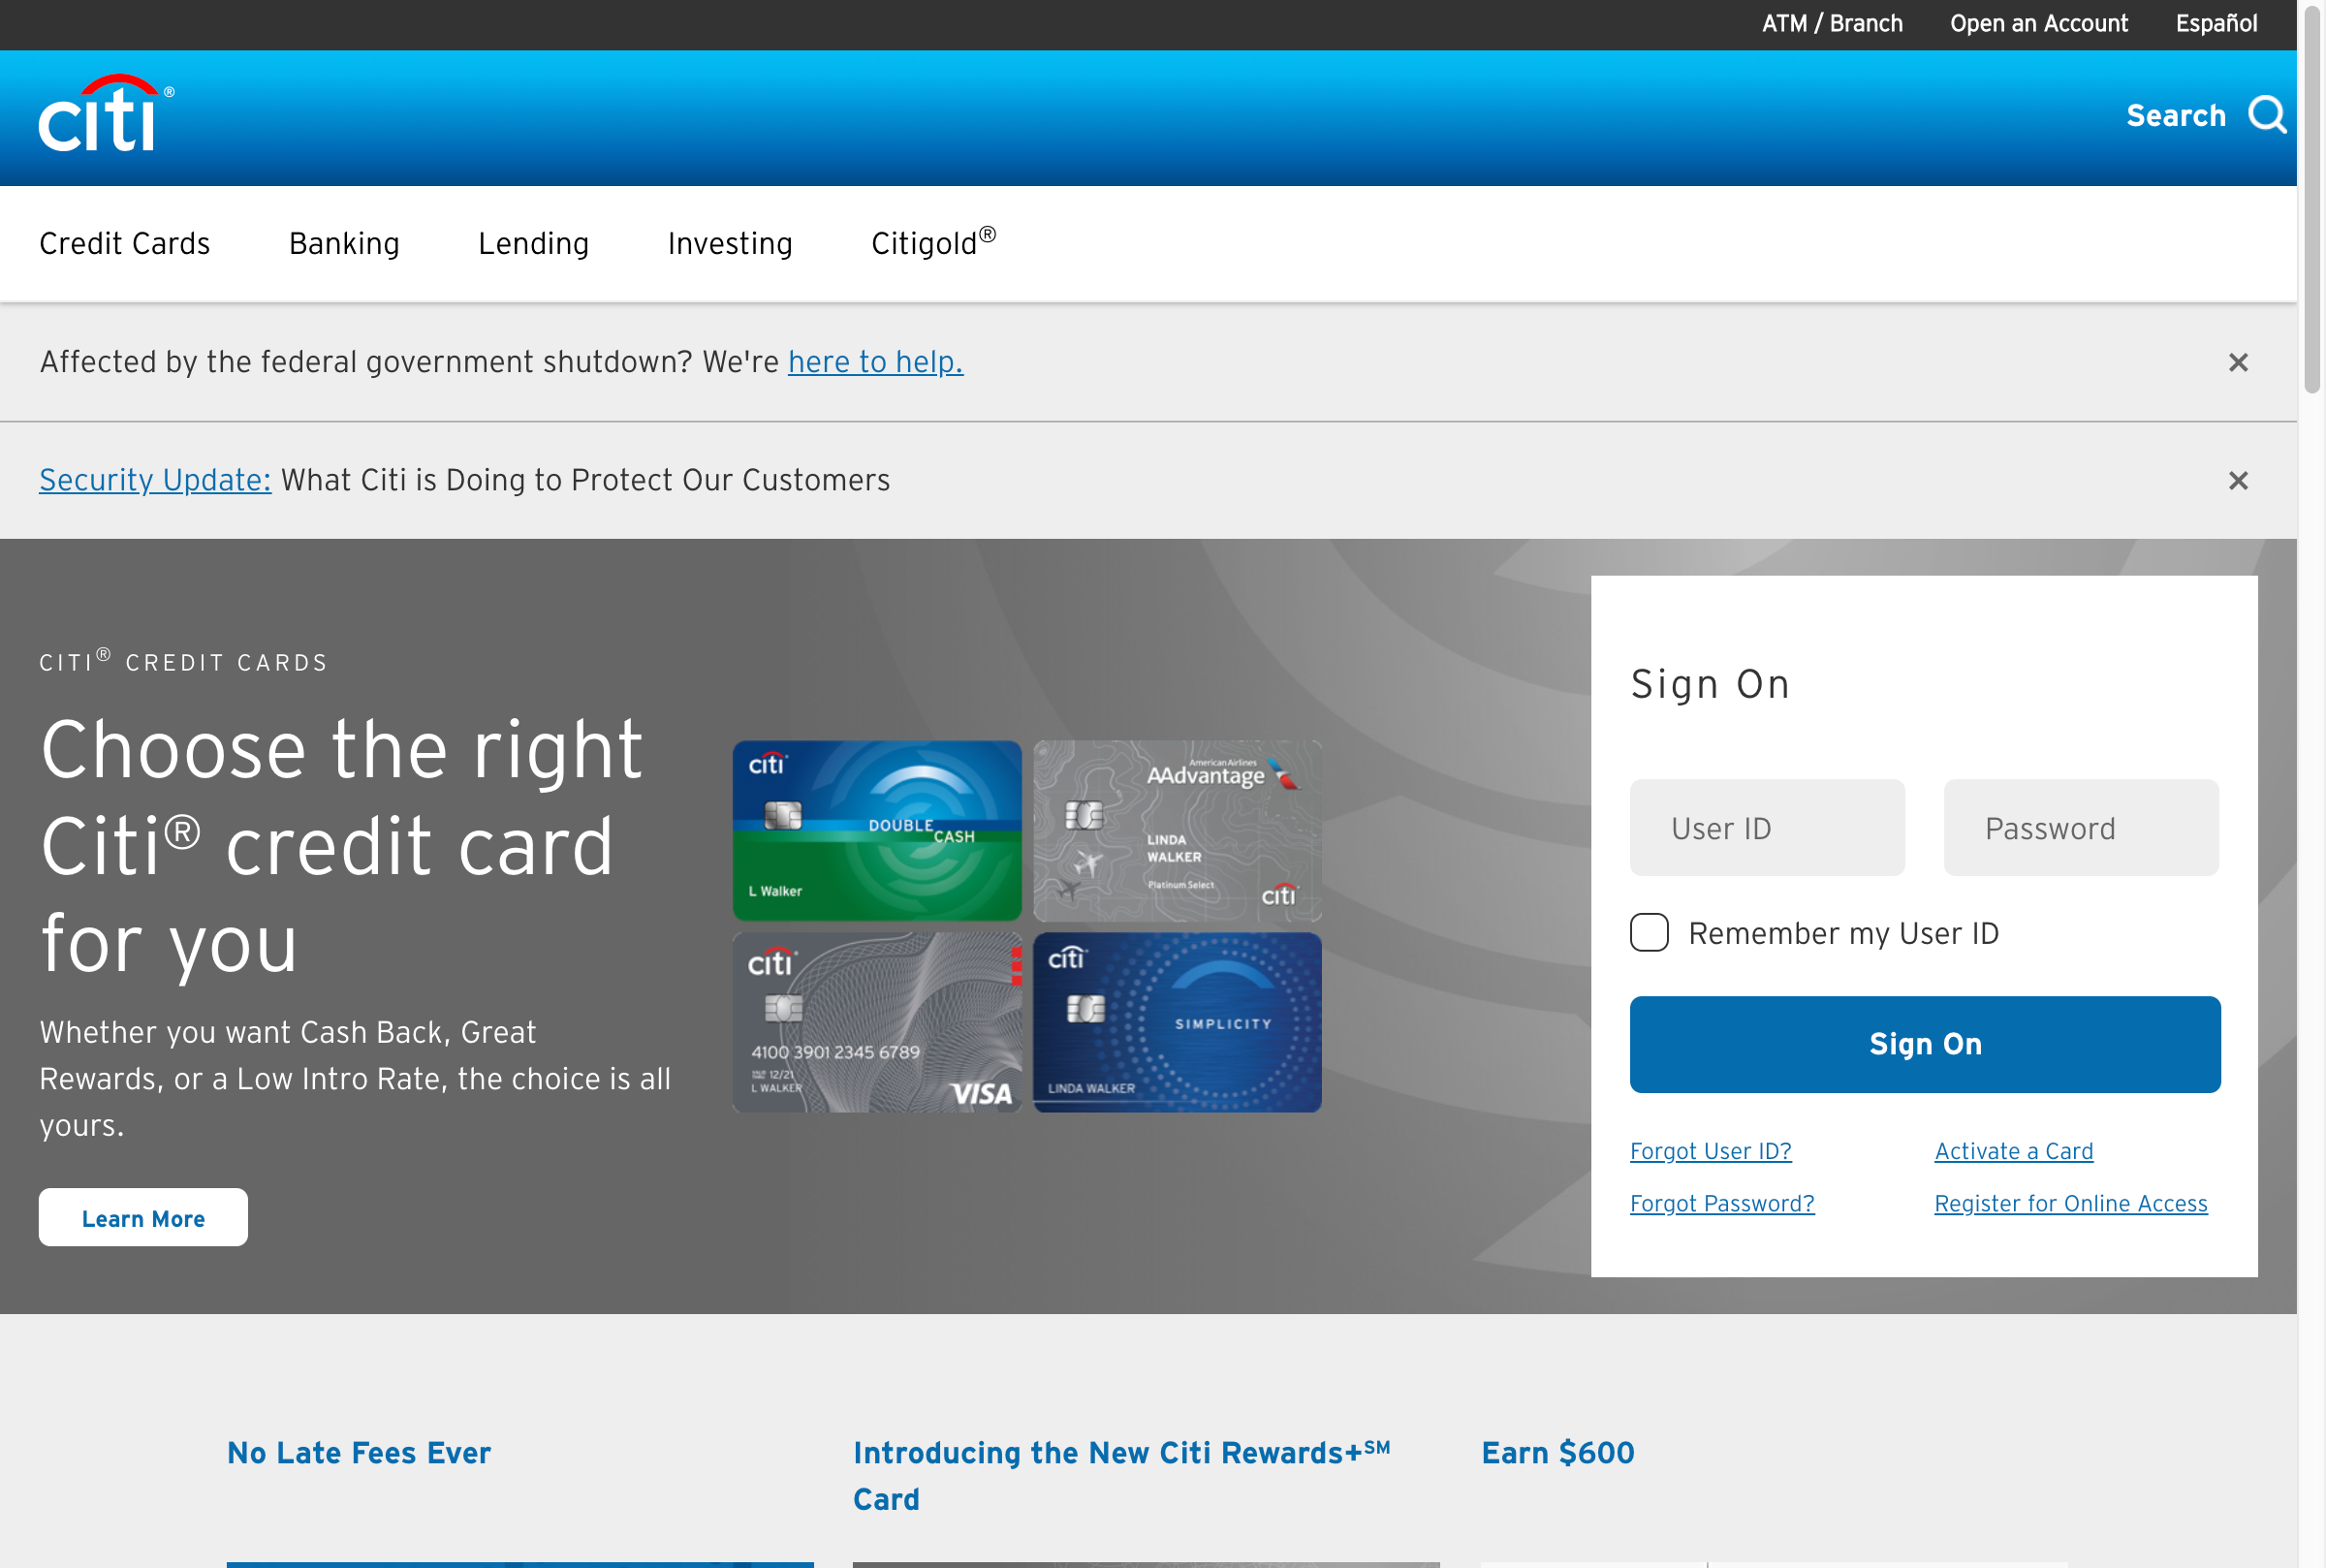 ATM / Branch Open an Account Español
citi®
Search
Credit Cards Banking Lending Investing Citigold®
Affected by the federal government shutdown? We're here to help.
Security Update: What Citi is Doing to Protect Our Customers
CITI® CREDIT CARDS
Choose the right
Citi® credit card
for you
Whether you want Cash Back, Great
Rewards, or a Low Intro Rate, the choice is all
yours.
Learn More
citi
DOUBLE
CASH
L Walker
American Airlines
AAdvantage
LINDA
WALKER
Platinum Select
citi
citi
4100 3901 2345 6789
12/21
L WALKER
VISA
citi
SIMPLICITY
LINDA WALKER
Sign On
User ID Password
Remember my User ID
Sign On
Forgot User ID? Activate a Card
Forgot Password? Register for Online Access
No Late Fees Ever
Introducing the New Citi Rewards+℠
Card
Earn $600